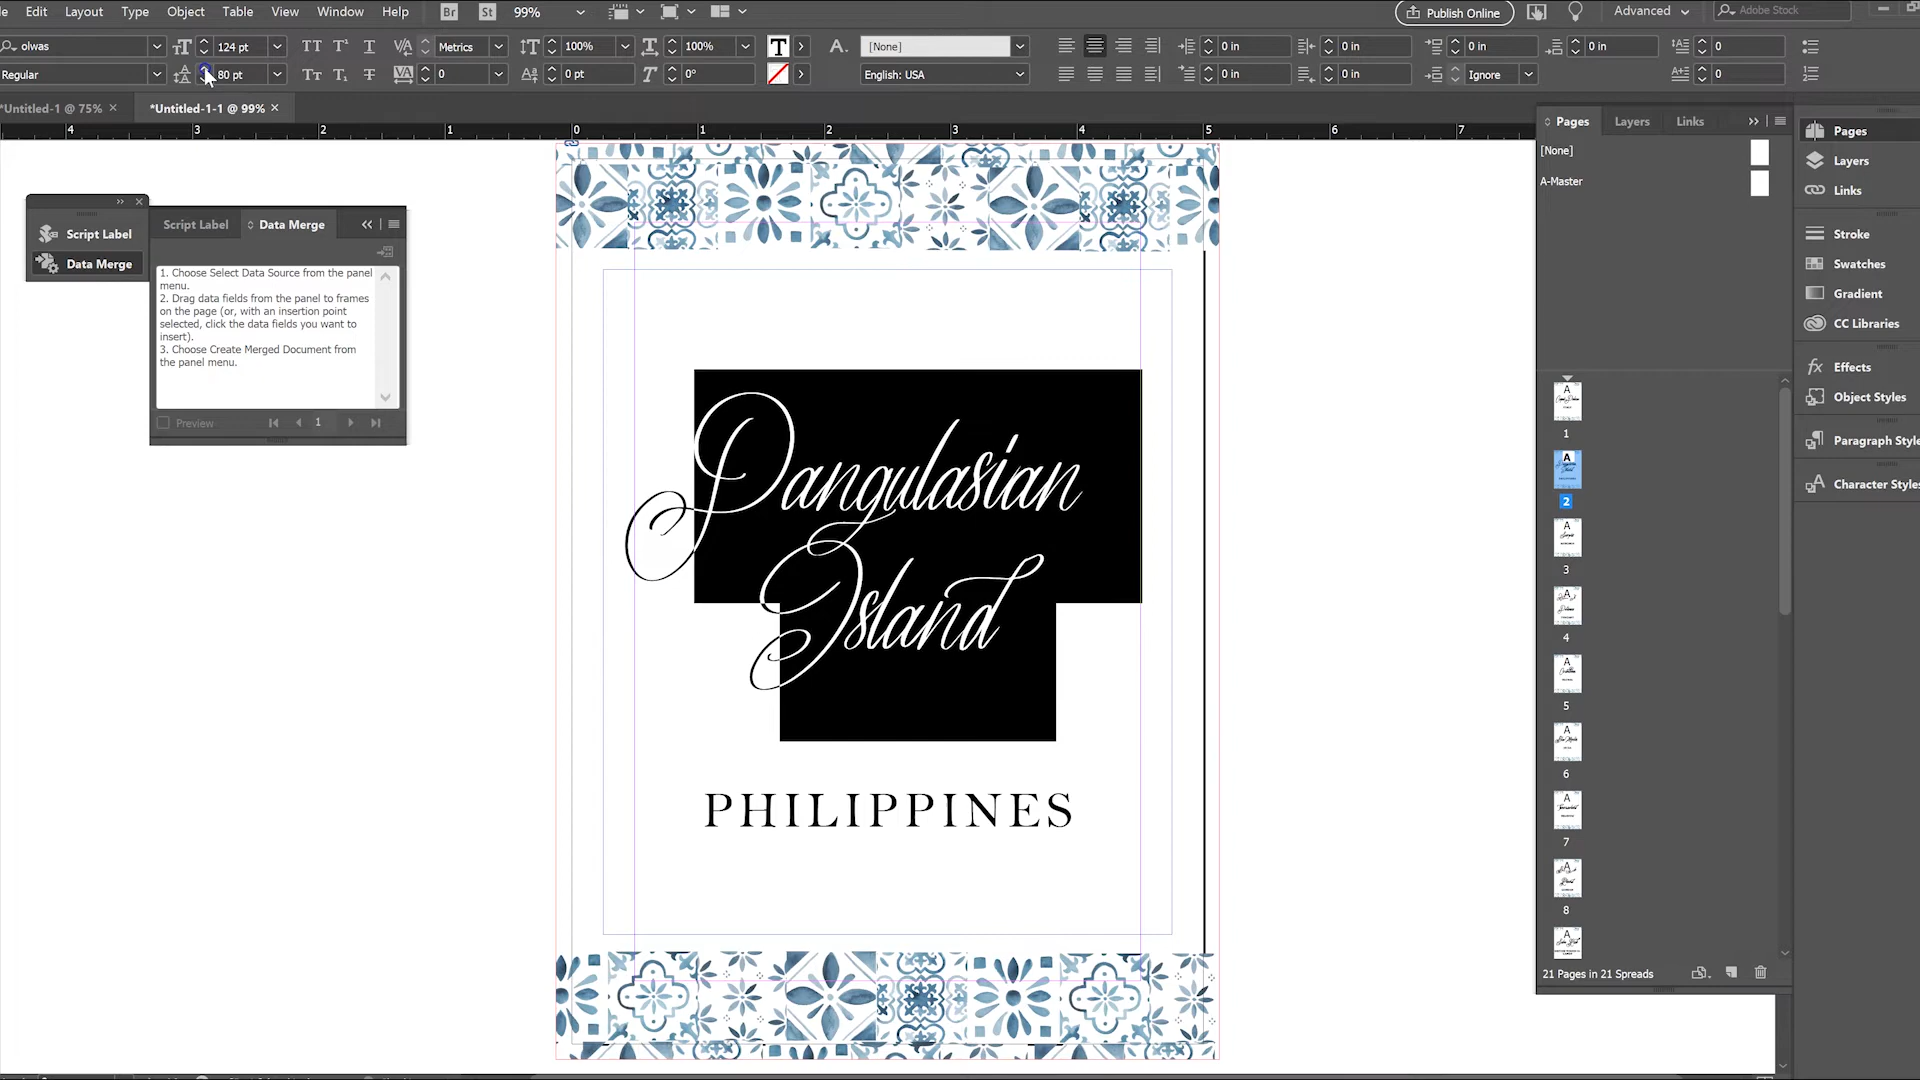 Edit Layout Type Object Table View Window Help Br St 99% Publish Online Advanced Adobe Stock
olwas 124 pt Metrics 100% 100% T A. [None] 0 in 0 in 0 in 0 in 0
Regular 80 pt 0 0 pt 0° English: USA 0 in 0 in Ignore 0
*Untitled-1 @ 75% × *Untitled-1-1 @ 99% ×
4 3 2 1 0 1 2 3 4 5 6 7
Script Label
Data Merge
Script Label Data Merge
1. Choose Select Data Source from the panel
menu.
2. Drag data fields from the panel to frames
on the page (or, with an insertion point
selected, click the data fields you want to
insert).
3. Choose Create Merged Document from
the panel menu.
Preview 1
Pangulasian
Island
PHILIPPINES
Pages Layers Links
[None]
A-Master
A
1
A
2
A
3
A
4
A
5
A
6
A
7
A
8
A
21 Pages in 21 Spreads
Pages
Layers
Links
Stroke
Swatches
Gradient
CC Libraries
fx Effects
Object Styles
Paragraph Style
Character Styles